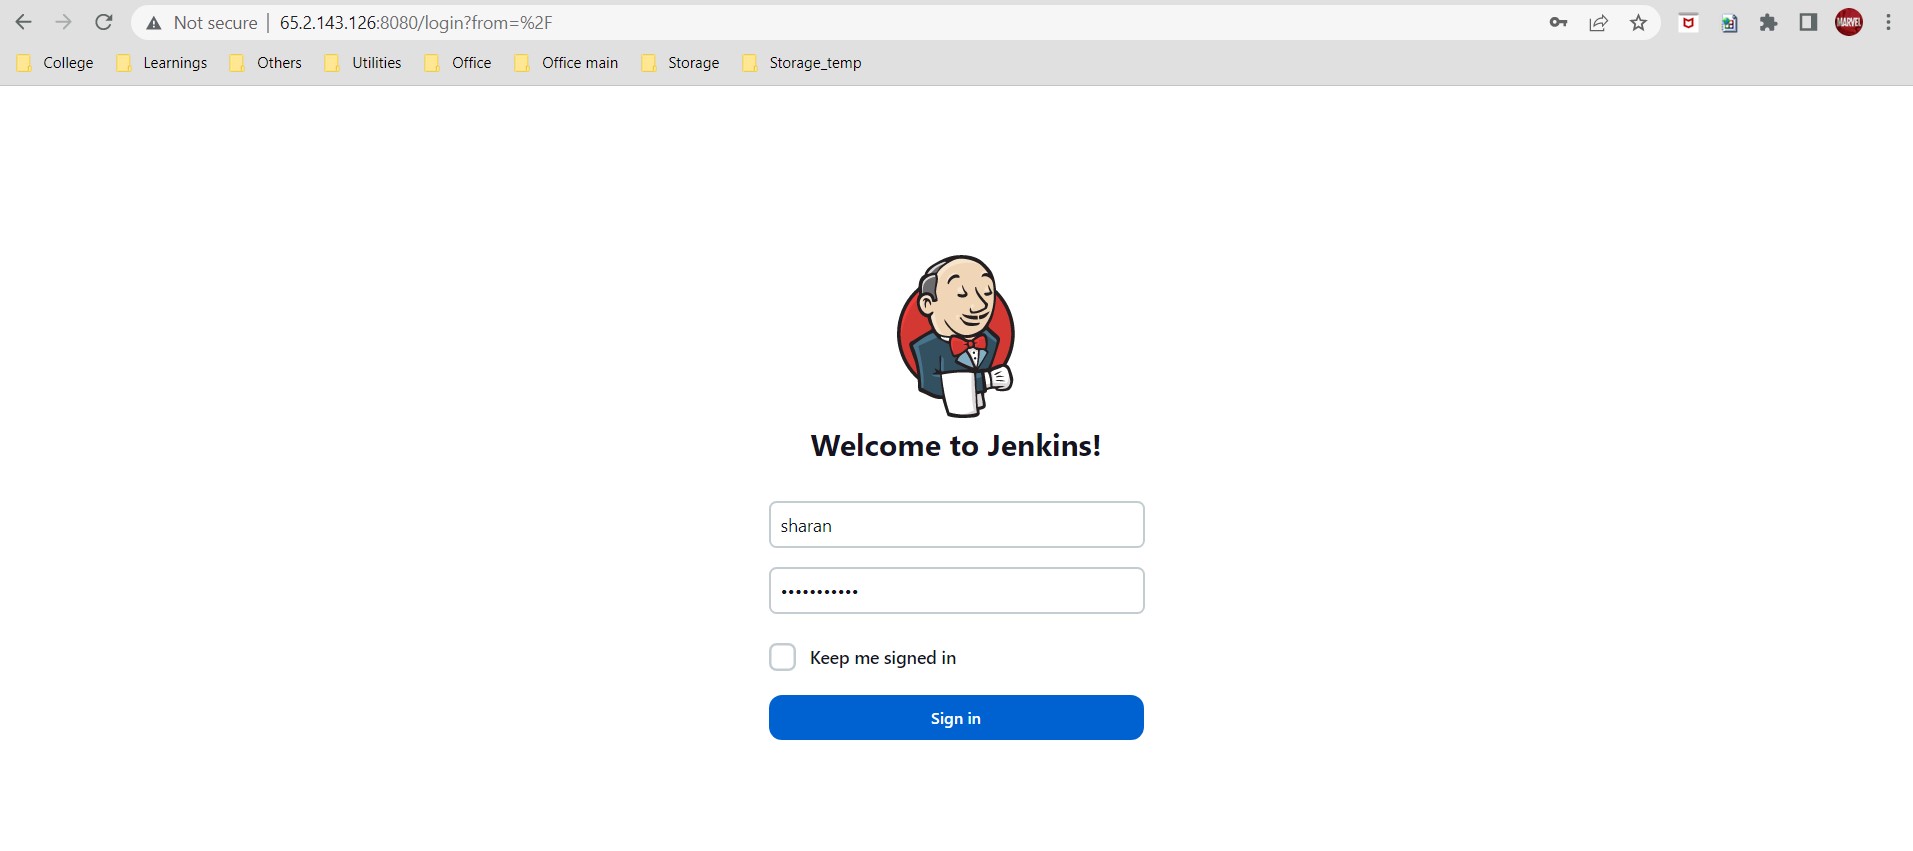 Not secure | 65.2.143.126:8080/login?from=%2F
MARVEL
College Learnings Others Utilities Office Office main Storage Storage_temp
Welcome to Jenkins!
sharan
•••••••••••
Keep me signed in
Sign in